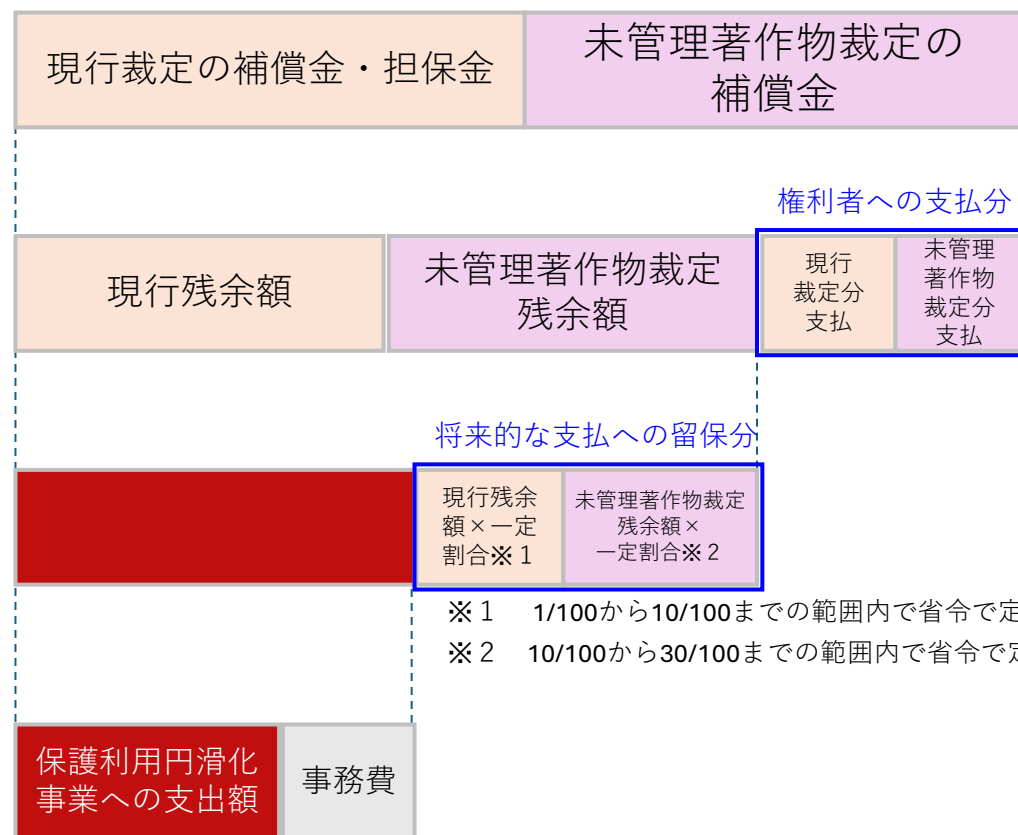 現行裁定の補償金・担保金
未管理著作物裁定の
補償金
権利者への支払分
現行残余額
未管理著作物裁定
残余額
現行
裁定分
支払
未管理
著作物
裁定分
支払
将来的な支払への留保分
現行残余
額×一定
割合※１
未管理著作物裁定
残余額×
一定割合※２
※１　1/100から10/100までの範囲内で省令で定
※２　10/100から30/100までの範囲内で省令で定
保護利用円滑化
事業への支出額
事務費